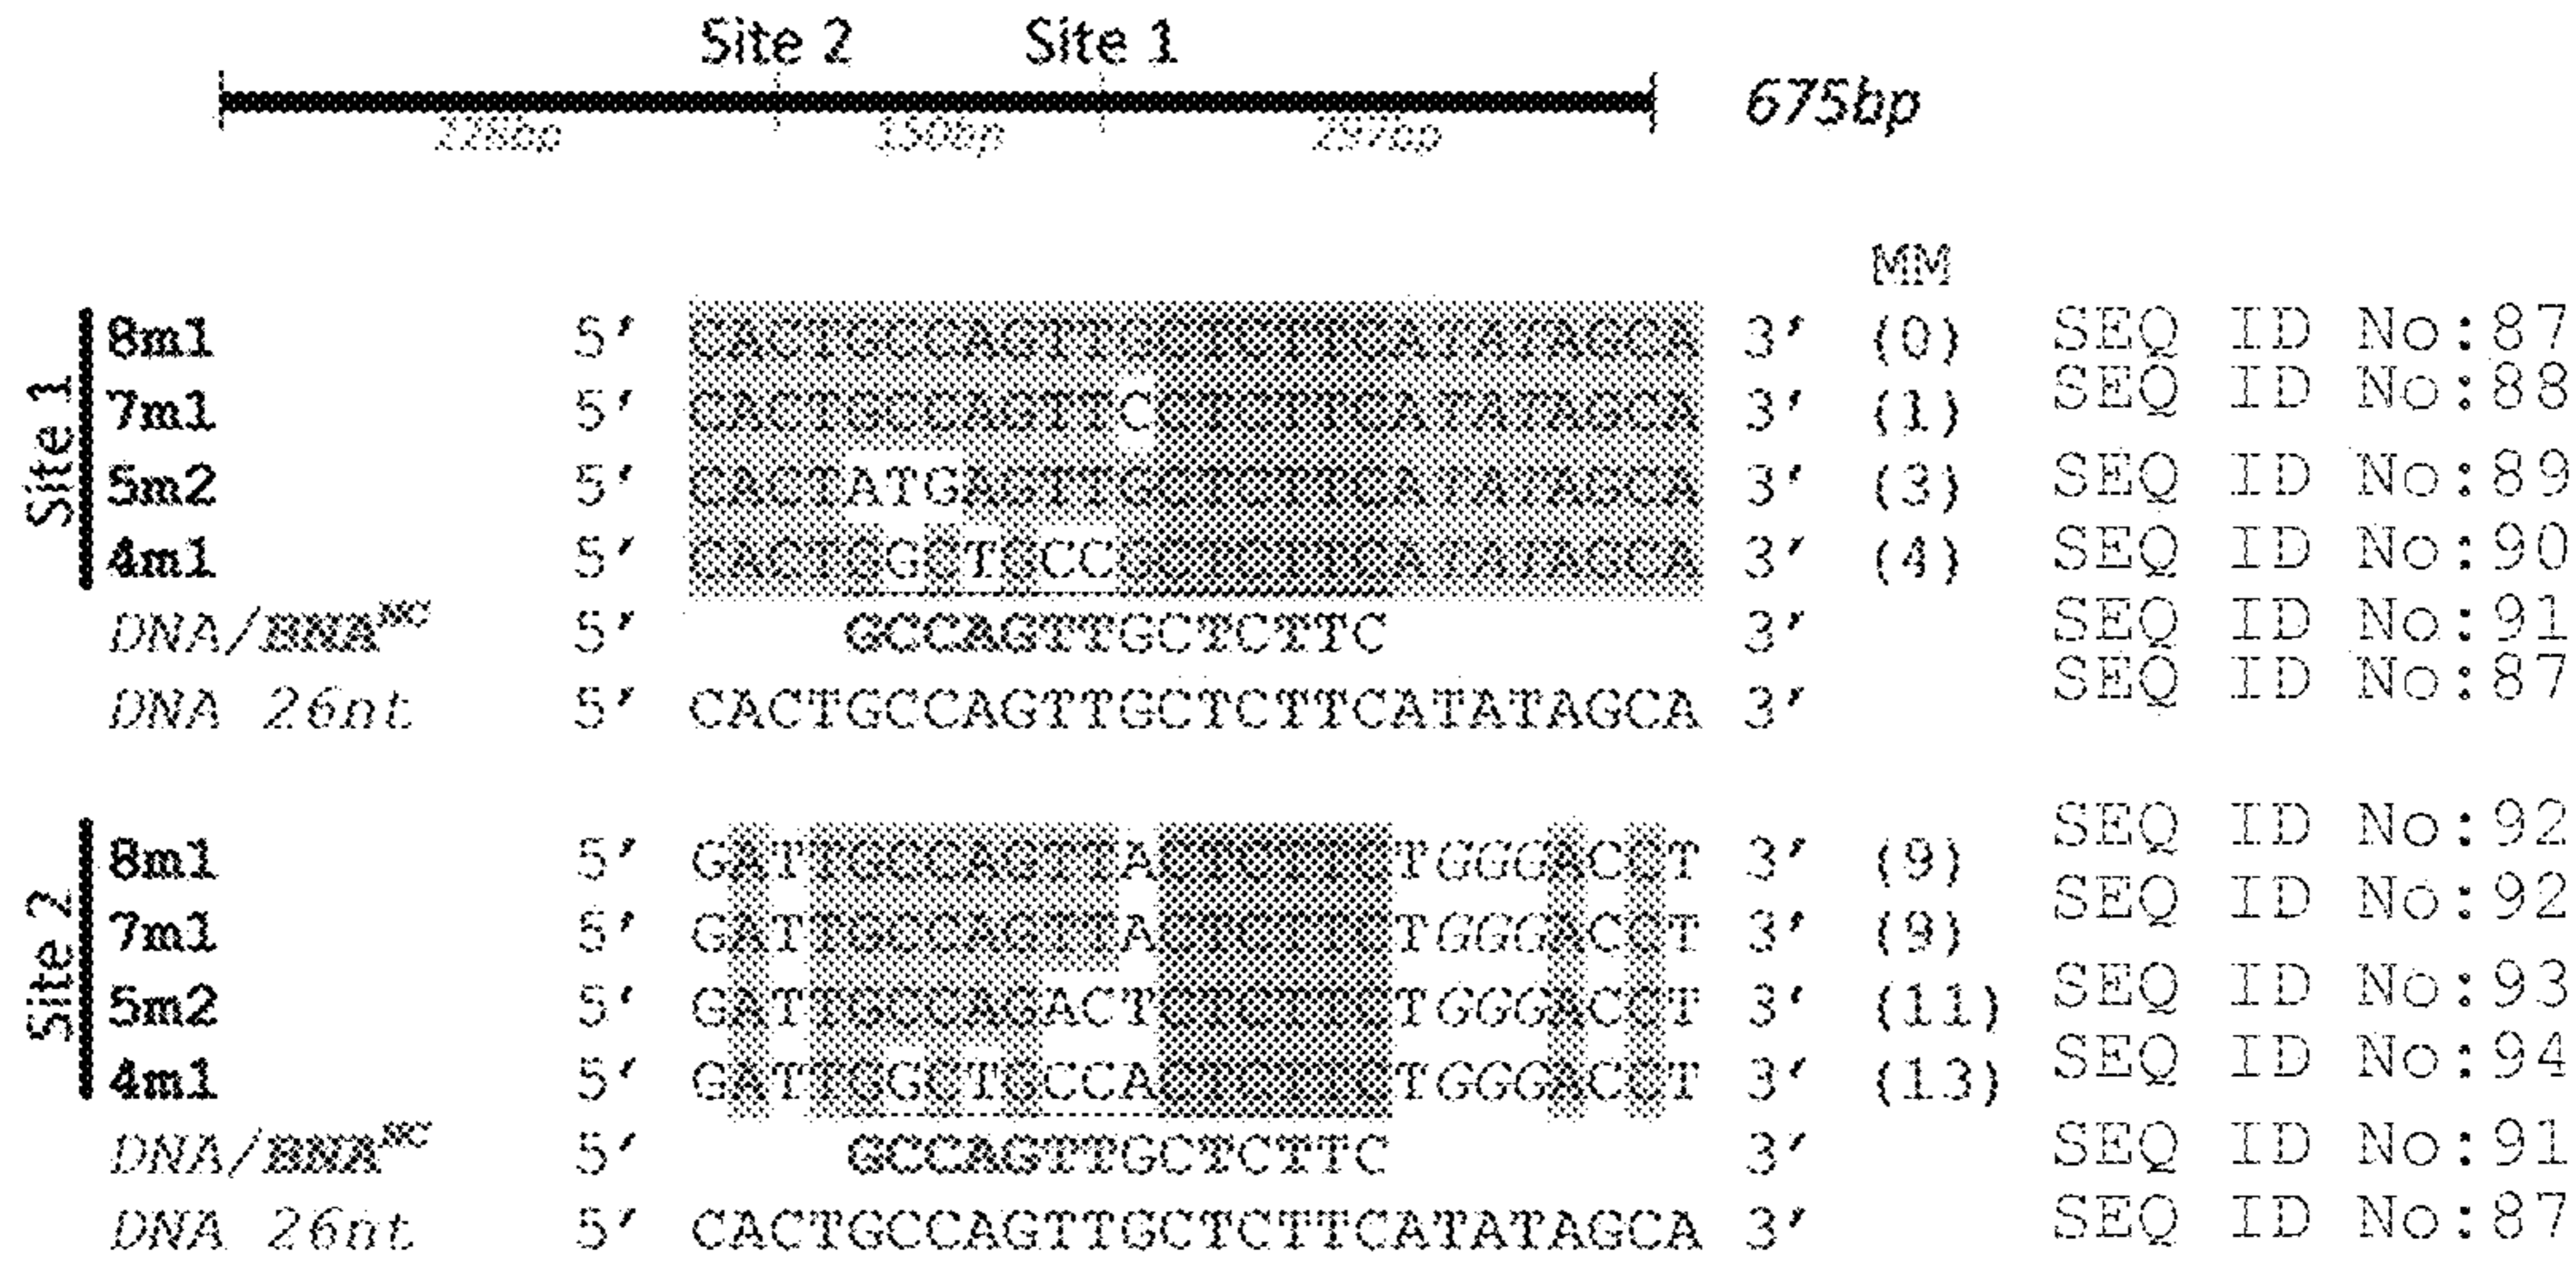 Site 2 Site 1
228bp 150bp 297bp 675bp
MM
Site 1
8m1 5′ CACTGCCAGTTGCTCTTCATATAGCA 3′ (0) SEQ ID No:87
7m1 5′ CACTGCCAGTTCCTCTTCATATAGCA 3′ (1) SEQ ID No:88
5m2 5′ CACTATGAGTTGCTCTTCATATAGCA 3′ (3) SEQ ID No:89
4m1 5′ CACTGGCTGCCGCTCTTCATATAGCA 3′ (4) SEQ ID No:90
DNA/BNA^NC 5′ GCCAGTTGCTCTTC 3′ SEQ ID No:91
DNA 26nt 5′ CACTGCCAGTTGCTCTTCATATAGCA 3′ SEQ ID No:87
Site 2
8m1 5′ GATTGCCAGTTACTCTTCTGGGACCT 3′ (9) SEQ ID No:92
7m1 5′ GATTGCCAGTTACTCTTCTGGGACCT 3′ (9) SEQ ID No:92
5m2 5′ GATTGCCAGACTCTCTTCTGGGACCT 3′ (11) SEQ ID No:93
4m1 5′ GATTGGCTGCCACTCTTCTGGGACCT 3′ (13) SEQ ID No:94
DNA/BNA^NC 5′ GCCAGTTGCTCTTC 3′ SEQ ID No:91
DNA 26nt 5′ CACTGCCAGTTGCTCTTCATATAGCA 3′ SEQ ID No:87